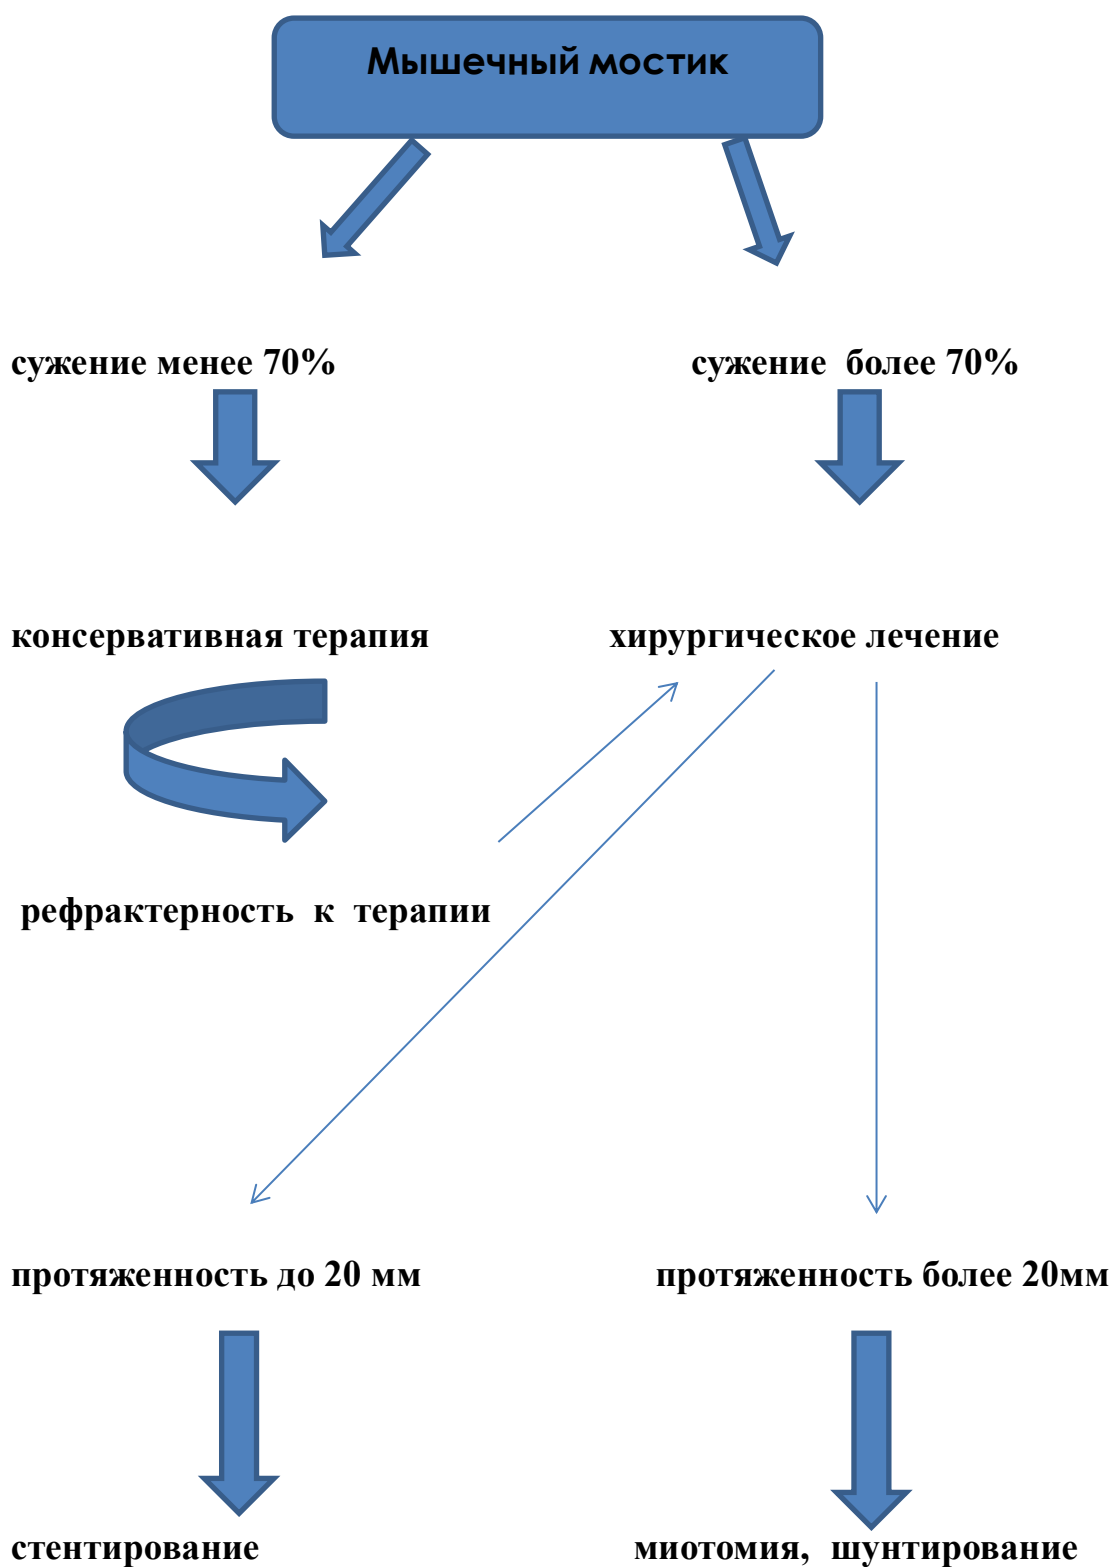 Мышечный мостик
сужение менее 70%
сужение более 70%
консервативная терапия
хирургическое лечение
рефрактерность к терапии
протяженность до 20 мм
протяженность более 20мм
стентирование
миотомия, шунтирование